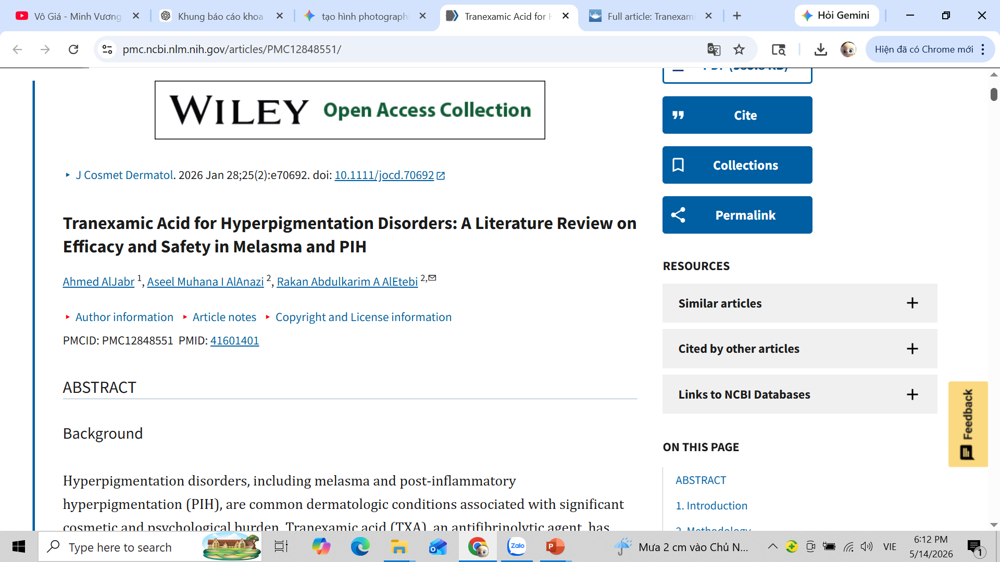 Vô Giá - Minh Vương
Khung báo cáo khoa
tạo hình photographi
Tranexamic Acid for H
Full article: Tranexami
Hỏi Gemini
pmc.ncbi.nlm.nih.gov/articles/PMC12848551/
Hiện đã có Chrome mới
WILEY Open Access Collection
Cite
Collections
Permalink
J Cosmet Dermatol. 2026 Jan 28;25(2):e70692. doi: 10.1111/jocd.70692
Tranexamic Acid for Hyperpigmentation Disorders: A Literature Review on
Efficacy and Safety in Melasma and PIH
Ahmed AlJabr 1, Aseel Muhana I AlAnazi 2, Rakan Abdulkarim A AlEtebi 2,
Author information Article notes Copyright and License information
PMCID: PMC12848551 PMID: 41601401
ABSTRACT
Background
Hyperpigmentation disorders, including melasma and post-inflammatory
hyperpigmentation (PIH), are common dermatologic conditions associated with significant
cosmetic and psychological burden. Tranexamic acid (TXA), an antifibrinolytic agent, has
RESOURCES
Similar articles
Cited by other articles
Links to NCBI Databases
ON THIS PAGE
ABSTRACT
1. Introduction
2. Methodology
Feedback
Type here to search
Zalo
Mưa 2 cm vào Chủ N...
VIE
6:12 PM
5/14/2026
1